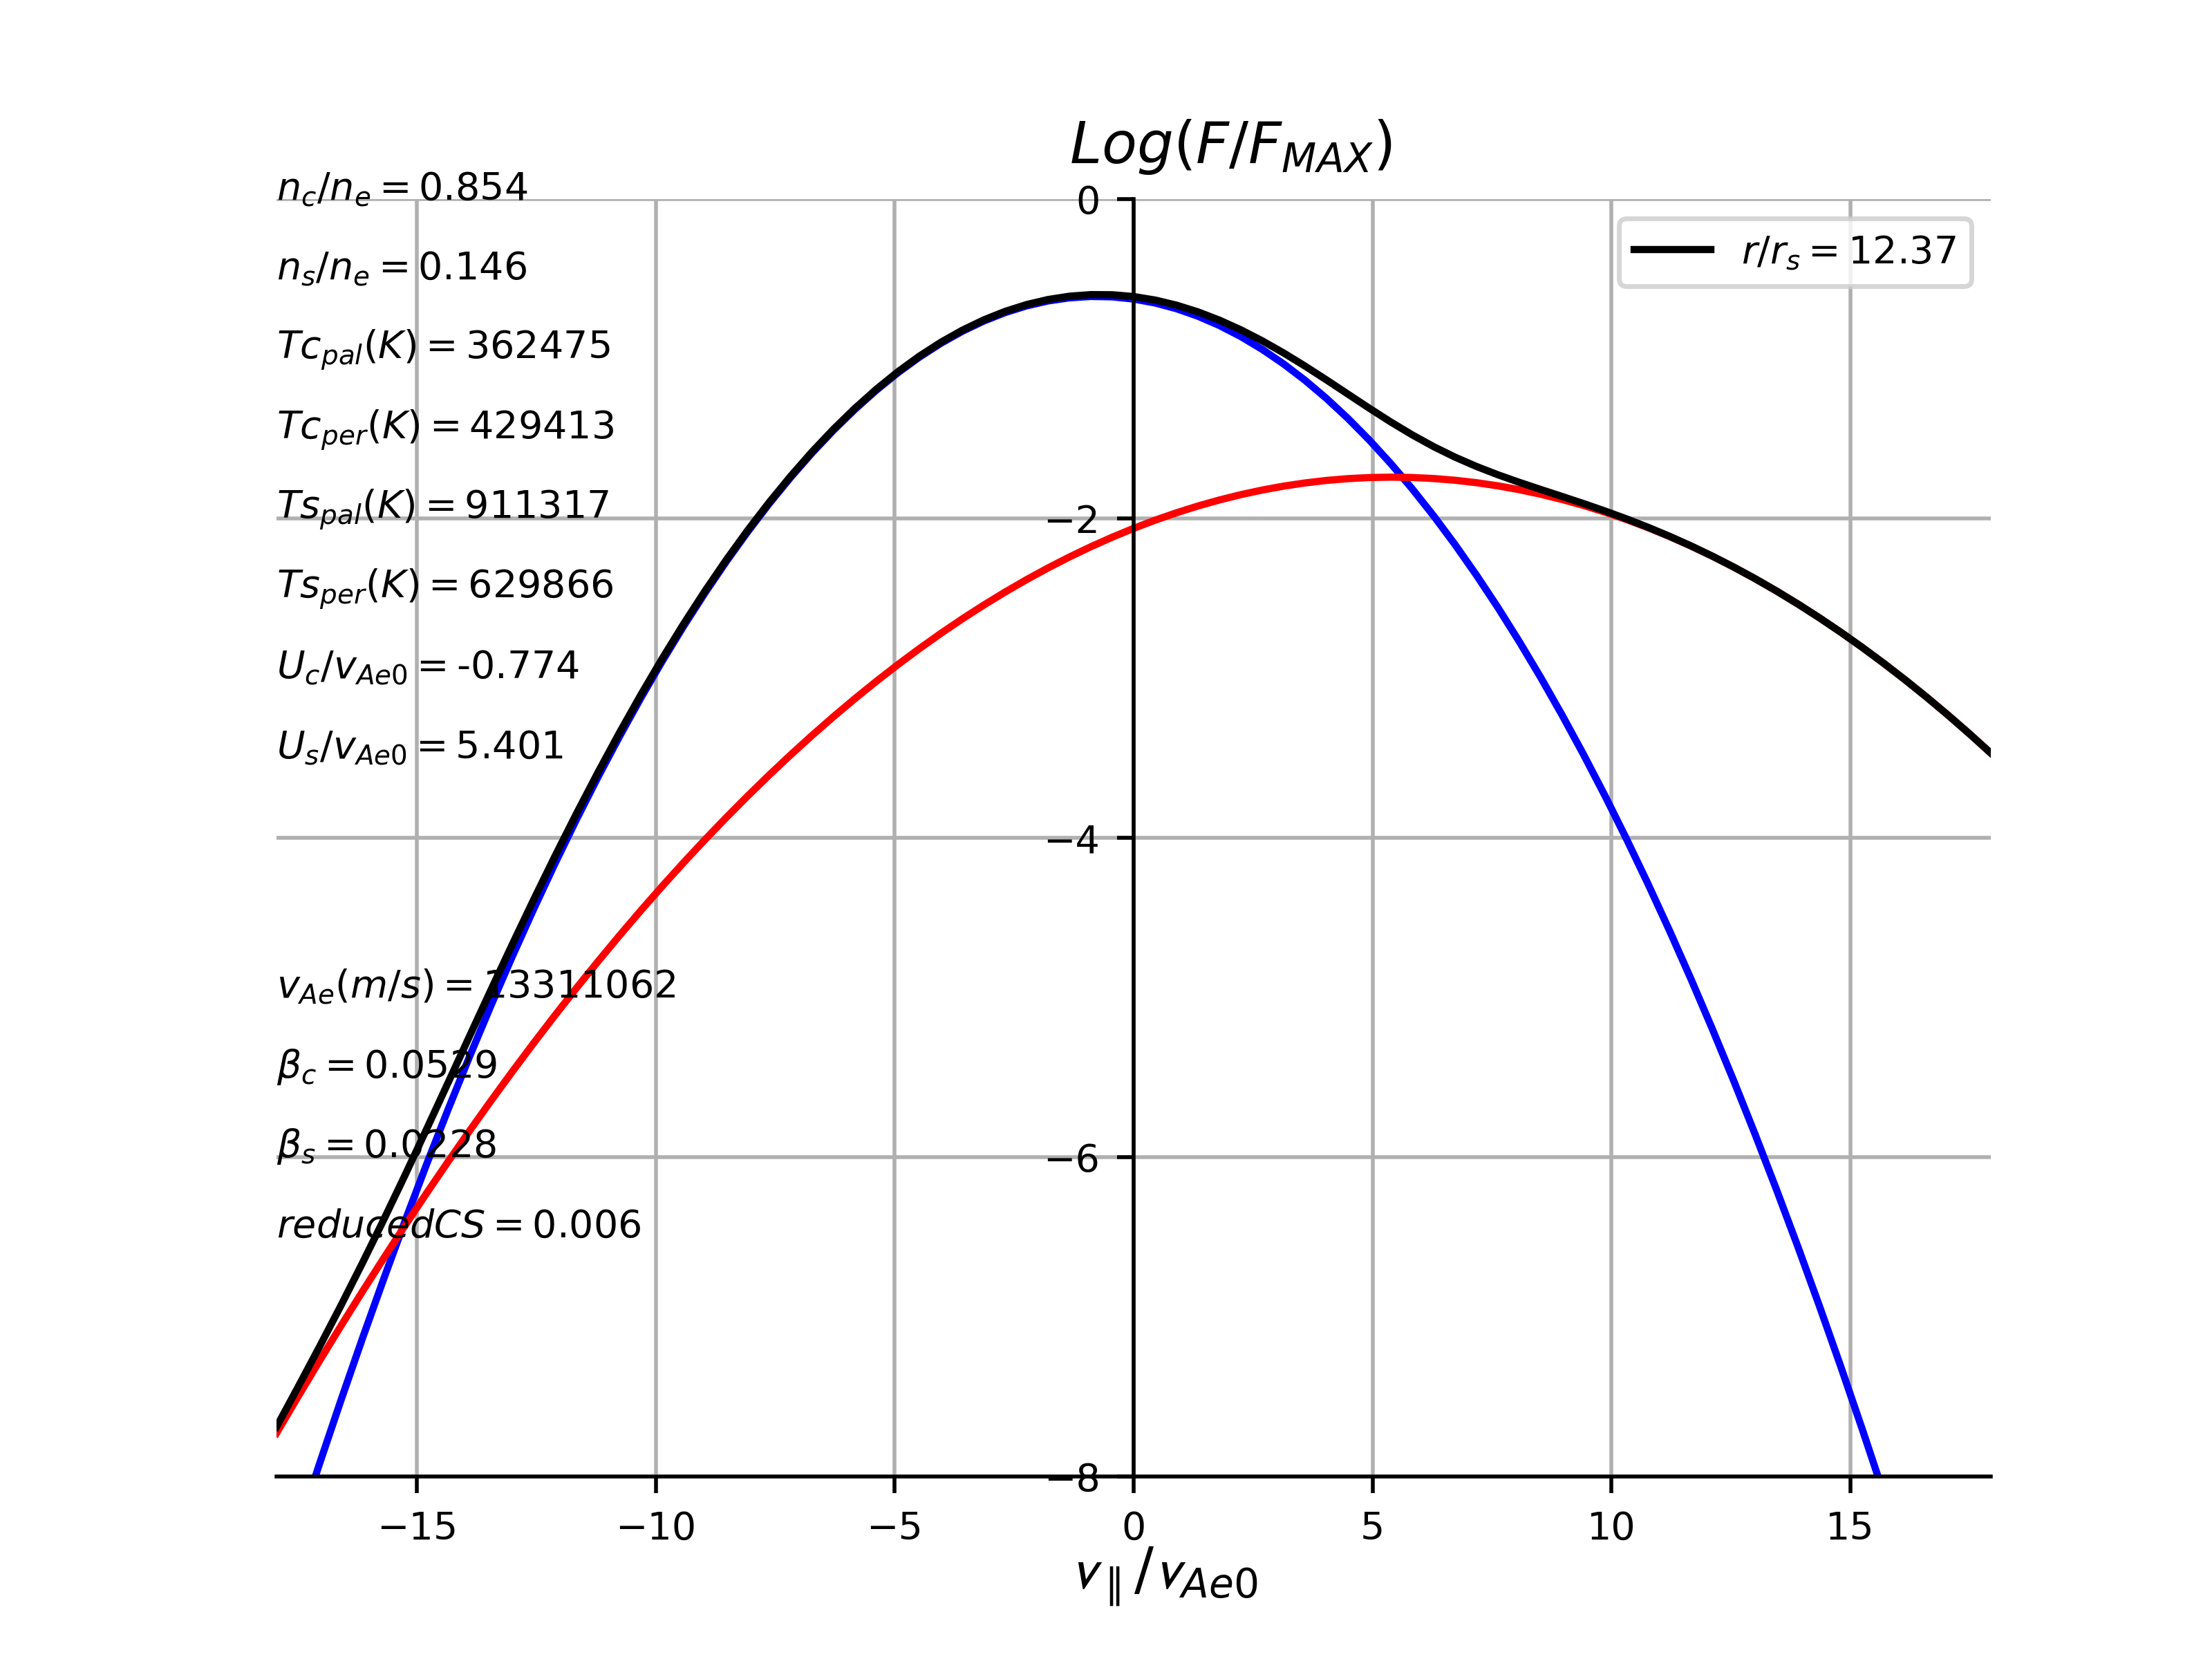 Log(F/F_MAX)
n_c/n_e = 0.854
0
r/r_s = 12.37
n_s/n_e = 0.146
Tc_pal(K) = 362475
Tc_per(K) = 429413
Ts_pal(K) = 911317
−2
Ts_per(K) = 629866
U_c/v_Ae0 = -0.774
U_s/v_Ae0 = 5.401
−4
v_Ae(m/s) = 13311062
β_c = 0.0529
β_s = 0.0228
−6
reducedCS = 0.006
−8
−15 −10 −5 0 5 10 15
v_∥/v_Ae0